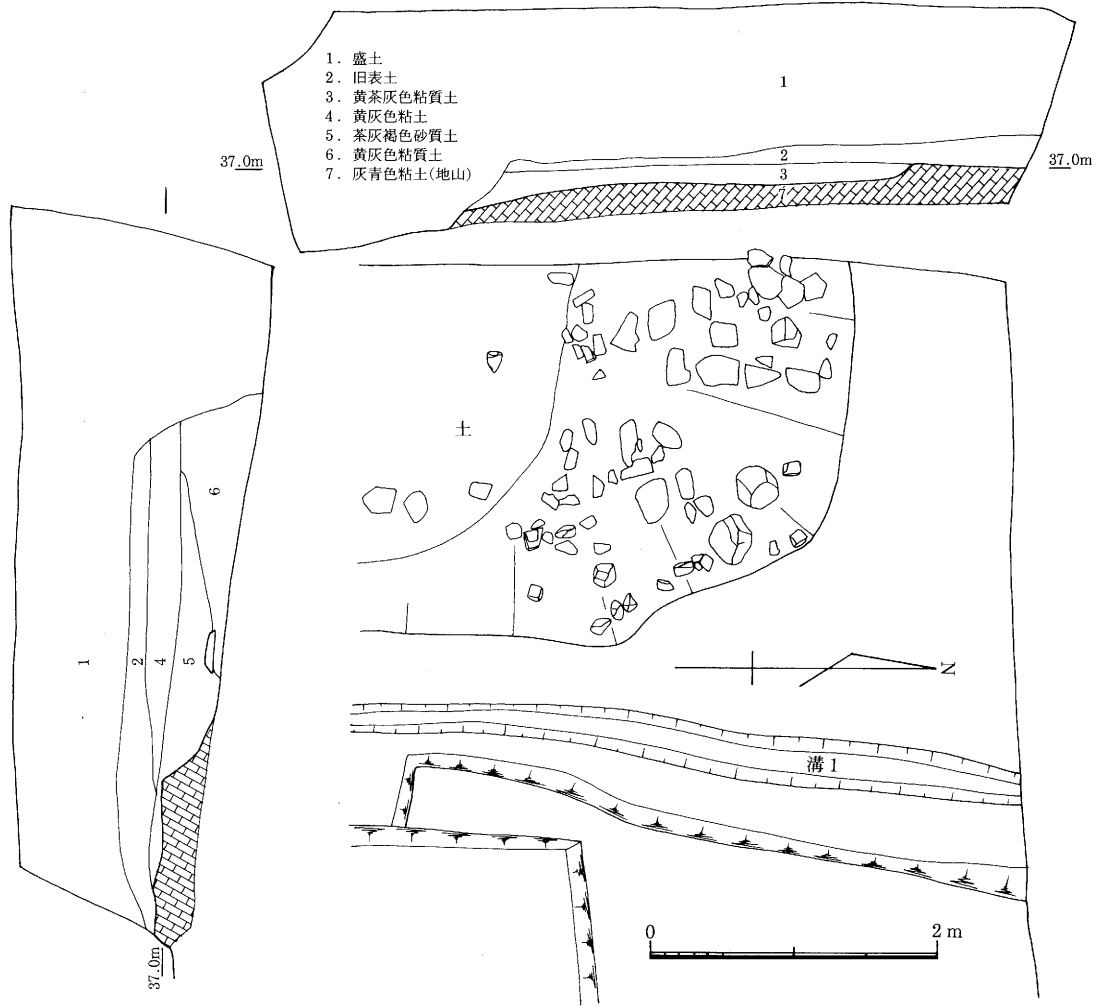 1. 盛土
2. 旧表土
3. 黄茶灰色粘質土
4. 黄灰色粘土
5. 茶灰褐色砂質土
6. 黄灰色粘質土
7. 灰青色粘土(地山)
1
2
3
7
37.0m
37.0m
6
1
2
4
5
37.0m
土
N
溝1
0
2m